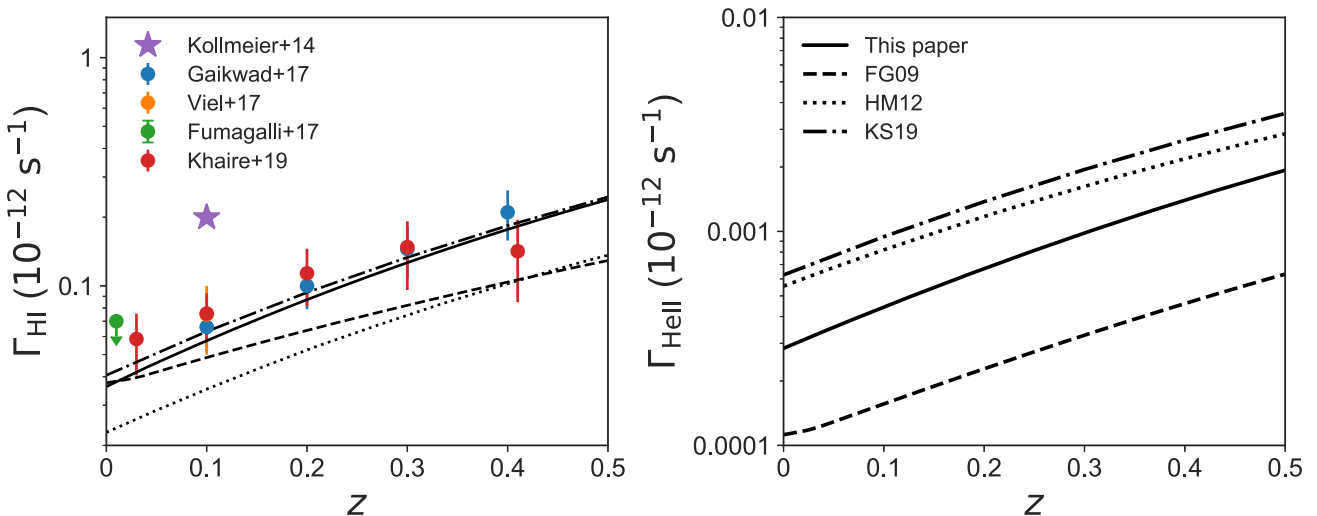 Γ_HI (10⁻¹² s⁻¹)
1
0.1
Kollmeier+14
Gaikwad+17
Viel+17
Fumagalli+17
Khaire+19
0 0.1 0.2 0.3 0.4 0.5
z
Γ_HeII (10⁻¹² s⁻¹)
0.01
0.001
0.0001
This paper
FG09
HM12
KS19
0 0.1 0.2 0.3 0.4 0.5
z